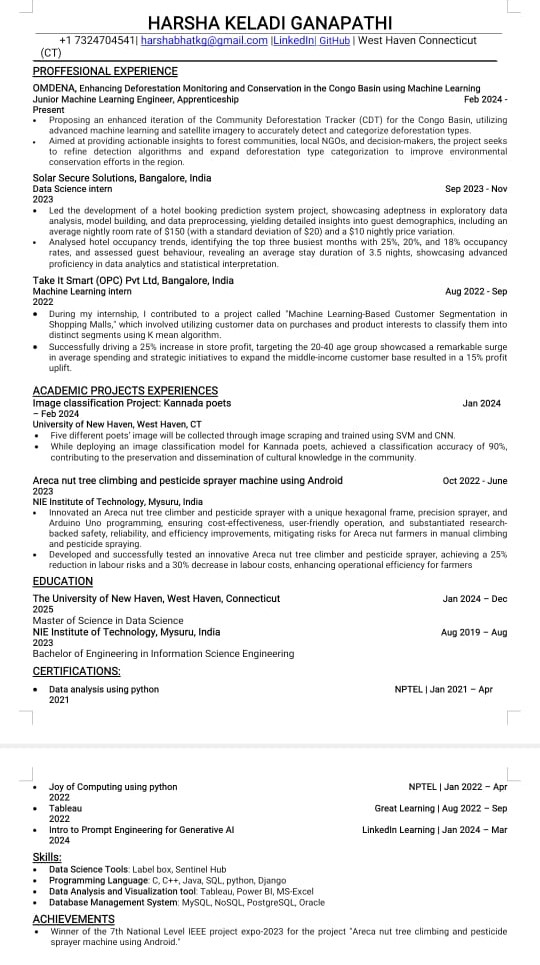 HARSHA KELADI GANAPATHI
+1 7324704541| harshabhatkg@gmail.com |LinkedIn| GitHub | West Haven Connecticut
(CT)
PROFFESIONAL EXPERIENCE
OMDENA, Enhancing Deforestation Monitoring and Conservation in the Congo Basin using Machine Learning
Junior Machine Learning Engineer, Apprenticeship Feb 2024 -
Present
• Proposing an enhanced iteration of the Community Deforestation Tracker (CDT) for the Congo Basin, utilizing
advanced machine learning and satellite imagery to accurately detect and categorize deforestation types.
• Aimed at providing actionable insights to forest communities, local NGOs, and decision-makers, the project seeks
to refine detection algorithms and expand deforestation type categorization to improve environmental
conservation efforts in the region.
Solar Secure Solutions, Bangalore, India
Data Science intern Sep 2023 - Nov
2023
• Led the development of a hotel booking prediction system project, showcasing adeptness in exploratory data
analysis, model building, and data preprocessing, yielding detailed insights into guest demographics, including an
average nightly room rate of $150 (with a standard deviation of $20) and a $10 nightly price variation.
• Analysed hotel occupancy trends, identifying the top three busiest months with 25%, 20%, and 18% occupancy
rates, and assessed guest behaviour, revealing an average stay duration of 3.5 nights, showcasing advanced
proficiency in data analytics and statistical interpretation.
Take It Smart (OPC) Pvt Ltd, Bangalore, India
Machine Learning intern Aug 2022 - Sep
2022
• During my internship, I contributed to a project called "Machine Learning-Based Customer Segmentation in
Shopping Malls," which involved utilizing customer data on purchases and product interests to classify them into
distinct segments using K mean algorithm.
• Successfully driving a 25% increase in store profit, targeting the 20-40 age group showcased a remarkable surge
in average spending and strategic initiatives to expand the middle-income customer base resulted in a 15% profit
uplift.
ACADEMIC PROJECTS EXPERIENCES
Image classification Project: Kannada poets Jan 2024
– Feb 2024
University of New Haven, West Haven, CT
• Five different poets' image will be collected through image scraping and trained using SVM and CNN.
• While deploying an image classification model for Kannada poets, achieved a classification accuracy of 90%,
contributing to the preservation and dissemination of cultural knowledge in the community.
Areca nut tree climbing and pesticide sprayer machine using Android Oct 2022 - June
2023
NIE Institute of Technology, Mysuru, India
• Innovated an Areca nut tree climber and pesticide sprayer with a unique hexagonal frame, precision sprayer, and
Arduino Uno programming, ensuring cost-effectiveness, user-friendly operation, and substantiated research-
backed safety, reliability, and efficiency improvements, mitigating risks for Areca nut farmers in manual climbing
and pesticide spraying.
• Developed and successfully tested an innovative Areca nut tree climber and pesticide sprayer, achieving a 25%
reduction in labour risks and a 30% decrease in labour costs, enhancing operational efficiency for farmers
EDUCATION
The University of New Haven, West Haven, Connecticut Jan 2024 – Dec
2025
Master of Science in Data Science
NIE Institute of Technology, Mysuru, India Aug 2019 – Aug
2023
Bachelor of Engineering in Information Science Engineering
CERTIFICATIONS:
• Data analysis using python NPTEL | Jan 2021 – Apr
2021
• Joy of Computing using python NPTEL | Jan 2022 – Apr
2022
• Tableau Great Learning | Aug 2022 – Sep
2022
• Intro to Prompt Engineering for Generative AI LinkedIn Learning | Jan 2024 – Mar
2024
Skills:
• Data Science Tools: Label box, Sentinel Hub
• Programming Language: C, C++, Java, SQL, python, Django
• Data Analysis and Visualization tool: Tableau, Power BI, MS-Excel
• Database Management System: MySQL, NoSQL, PostgreSQL, Oracle
ACHIEVEMENTS
• Winner of the 7th National Level IEEE project expo-2023 for the project "Areca nut tree climbing and pesticide
sprayer machine using Android."